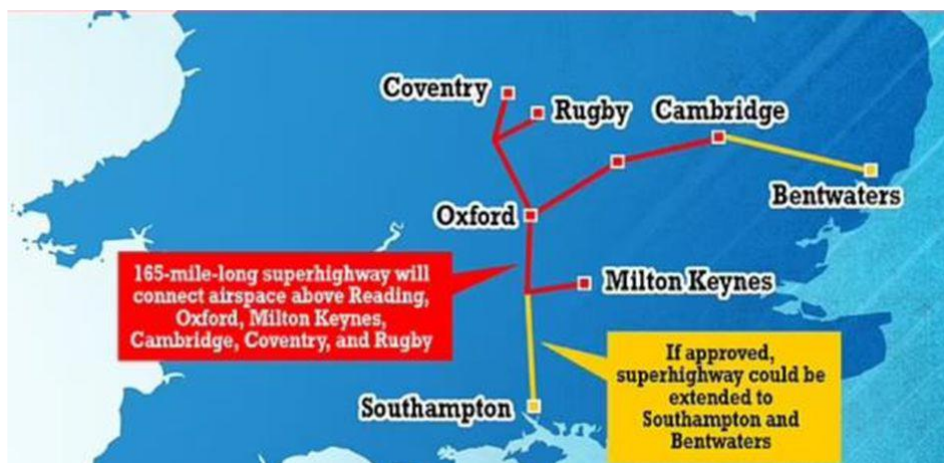 Coventry
Rugby
Cambridge
Bentwaters
Oxford
165-mile-long superhighway will
connect airspace above Reading,
Oxford, Milton Keynes,
Cambridge, Coventry, and Rugby
Milton Keynes
If approved,
superhighway could be
extended to
Southampton and
Bentwaters
Southampton